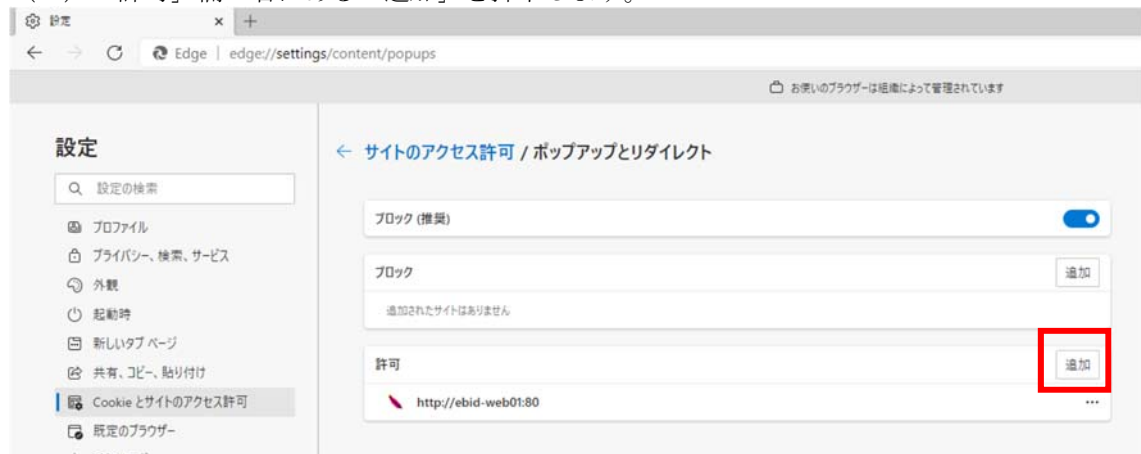 設定
Edge | edge://settings/content/popups
お使いのブラウザーは組織によって管理されています
設定
設定の検索
プロファイル
プライバシー、検索、サービス
外観
起動時
新しいタブ ページ
共有、コピー、貼り付け
Cookie とサイトのアクセス許可
既定のブラウザー
サイトのアクセス許可 / ポップアップとリダイレクト
ブロック (推奨)
ブロック
追加
追加されたサイトはありません
許可
追加
http://ebid-web01:80